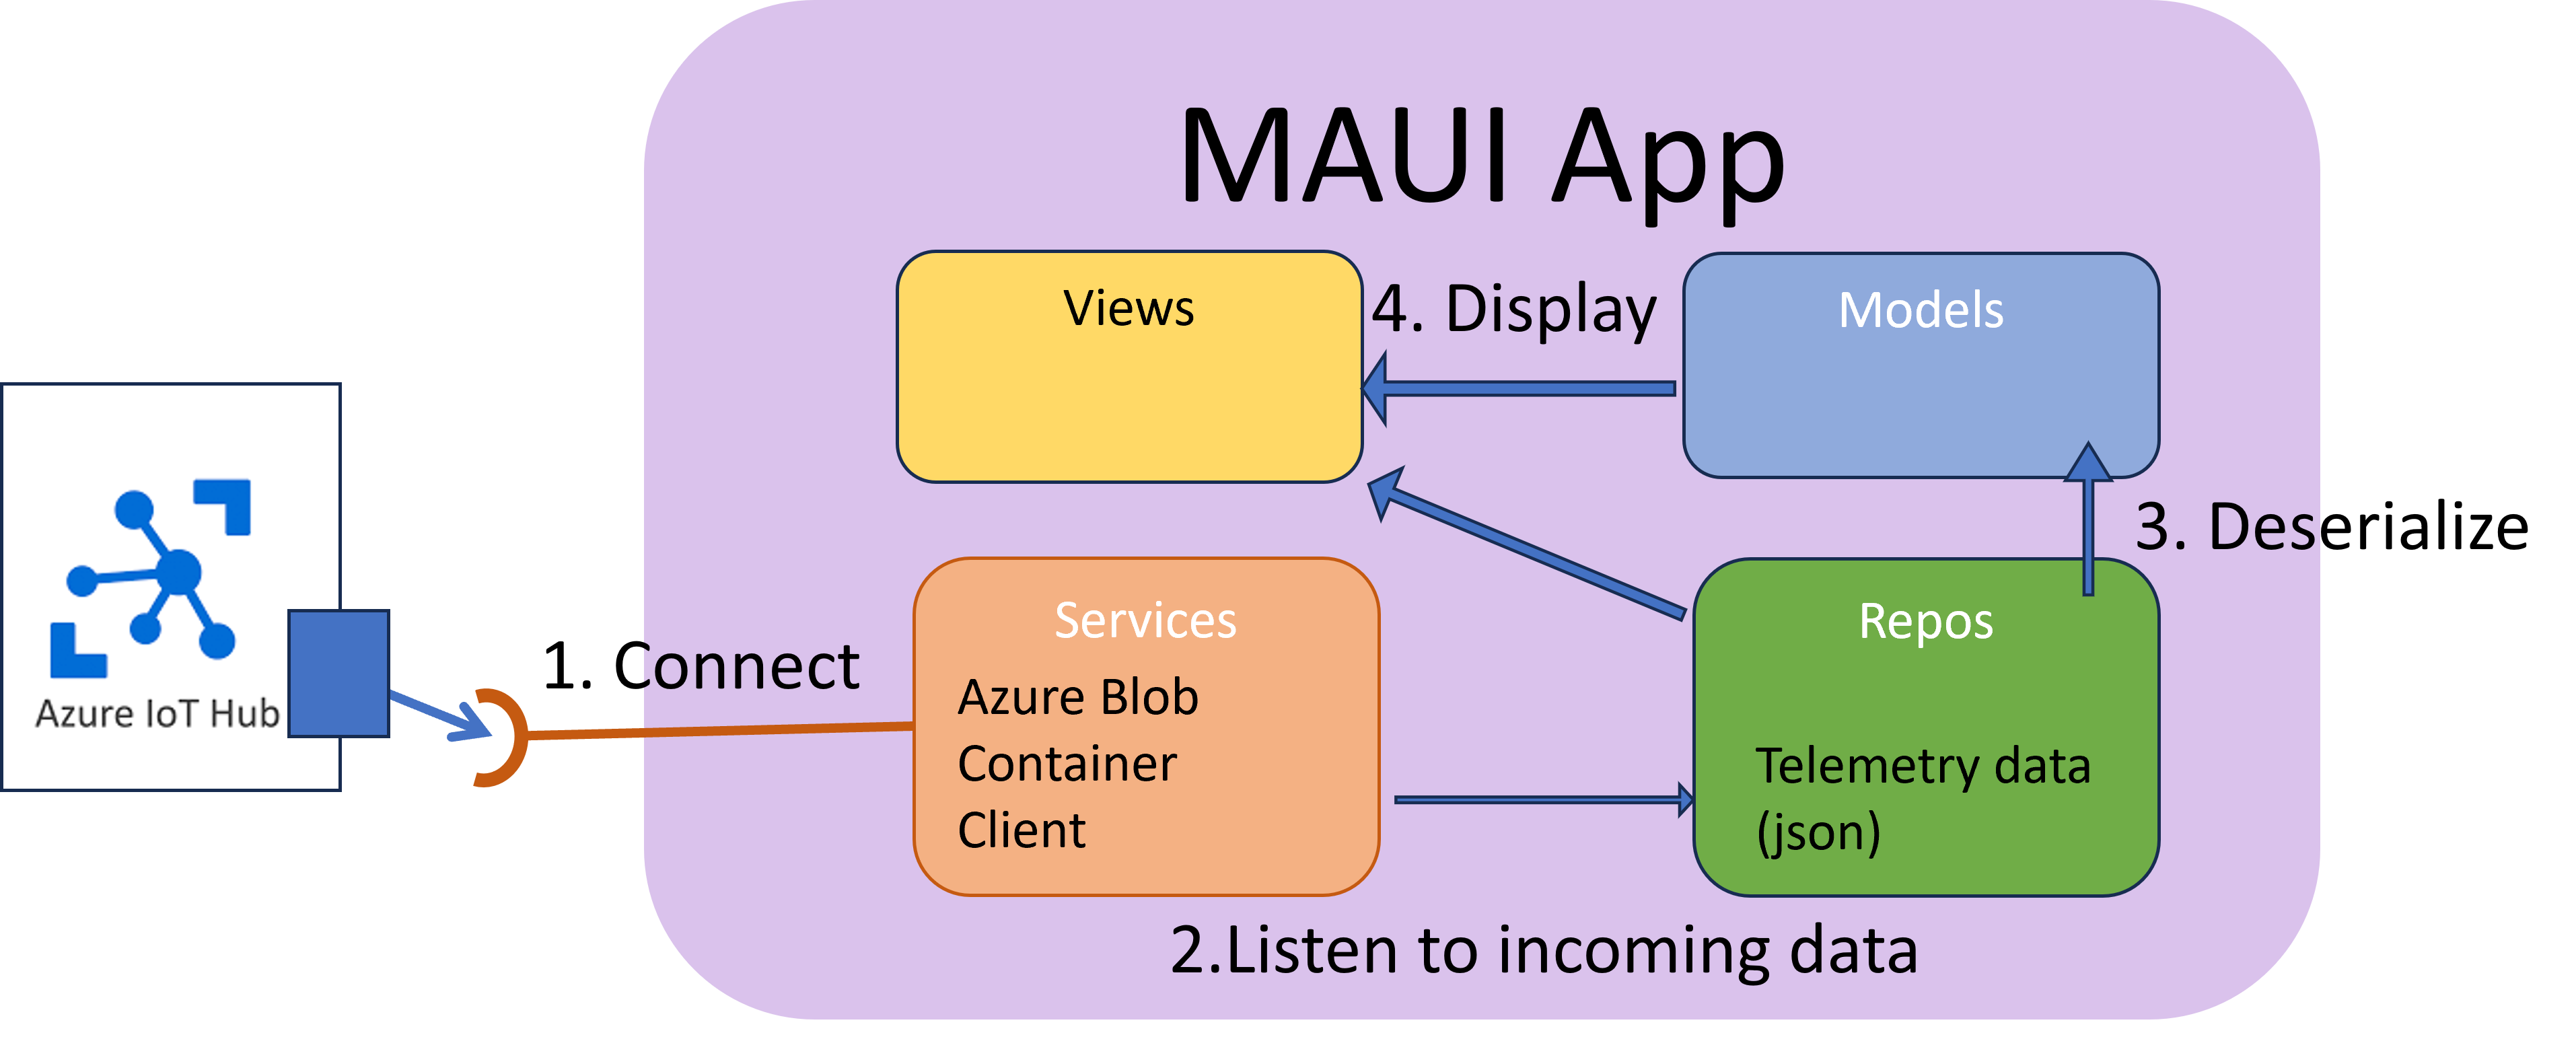 MAUI App
Views
4. Display
Models
3. Deserialize
Azure IoT Hub
1. Connect
Services
Azure Blob
Container
Client
Repos
Telemetry data
(json)
2.Listen to incoming data